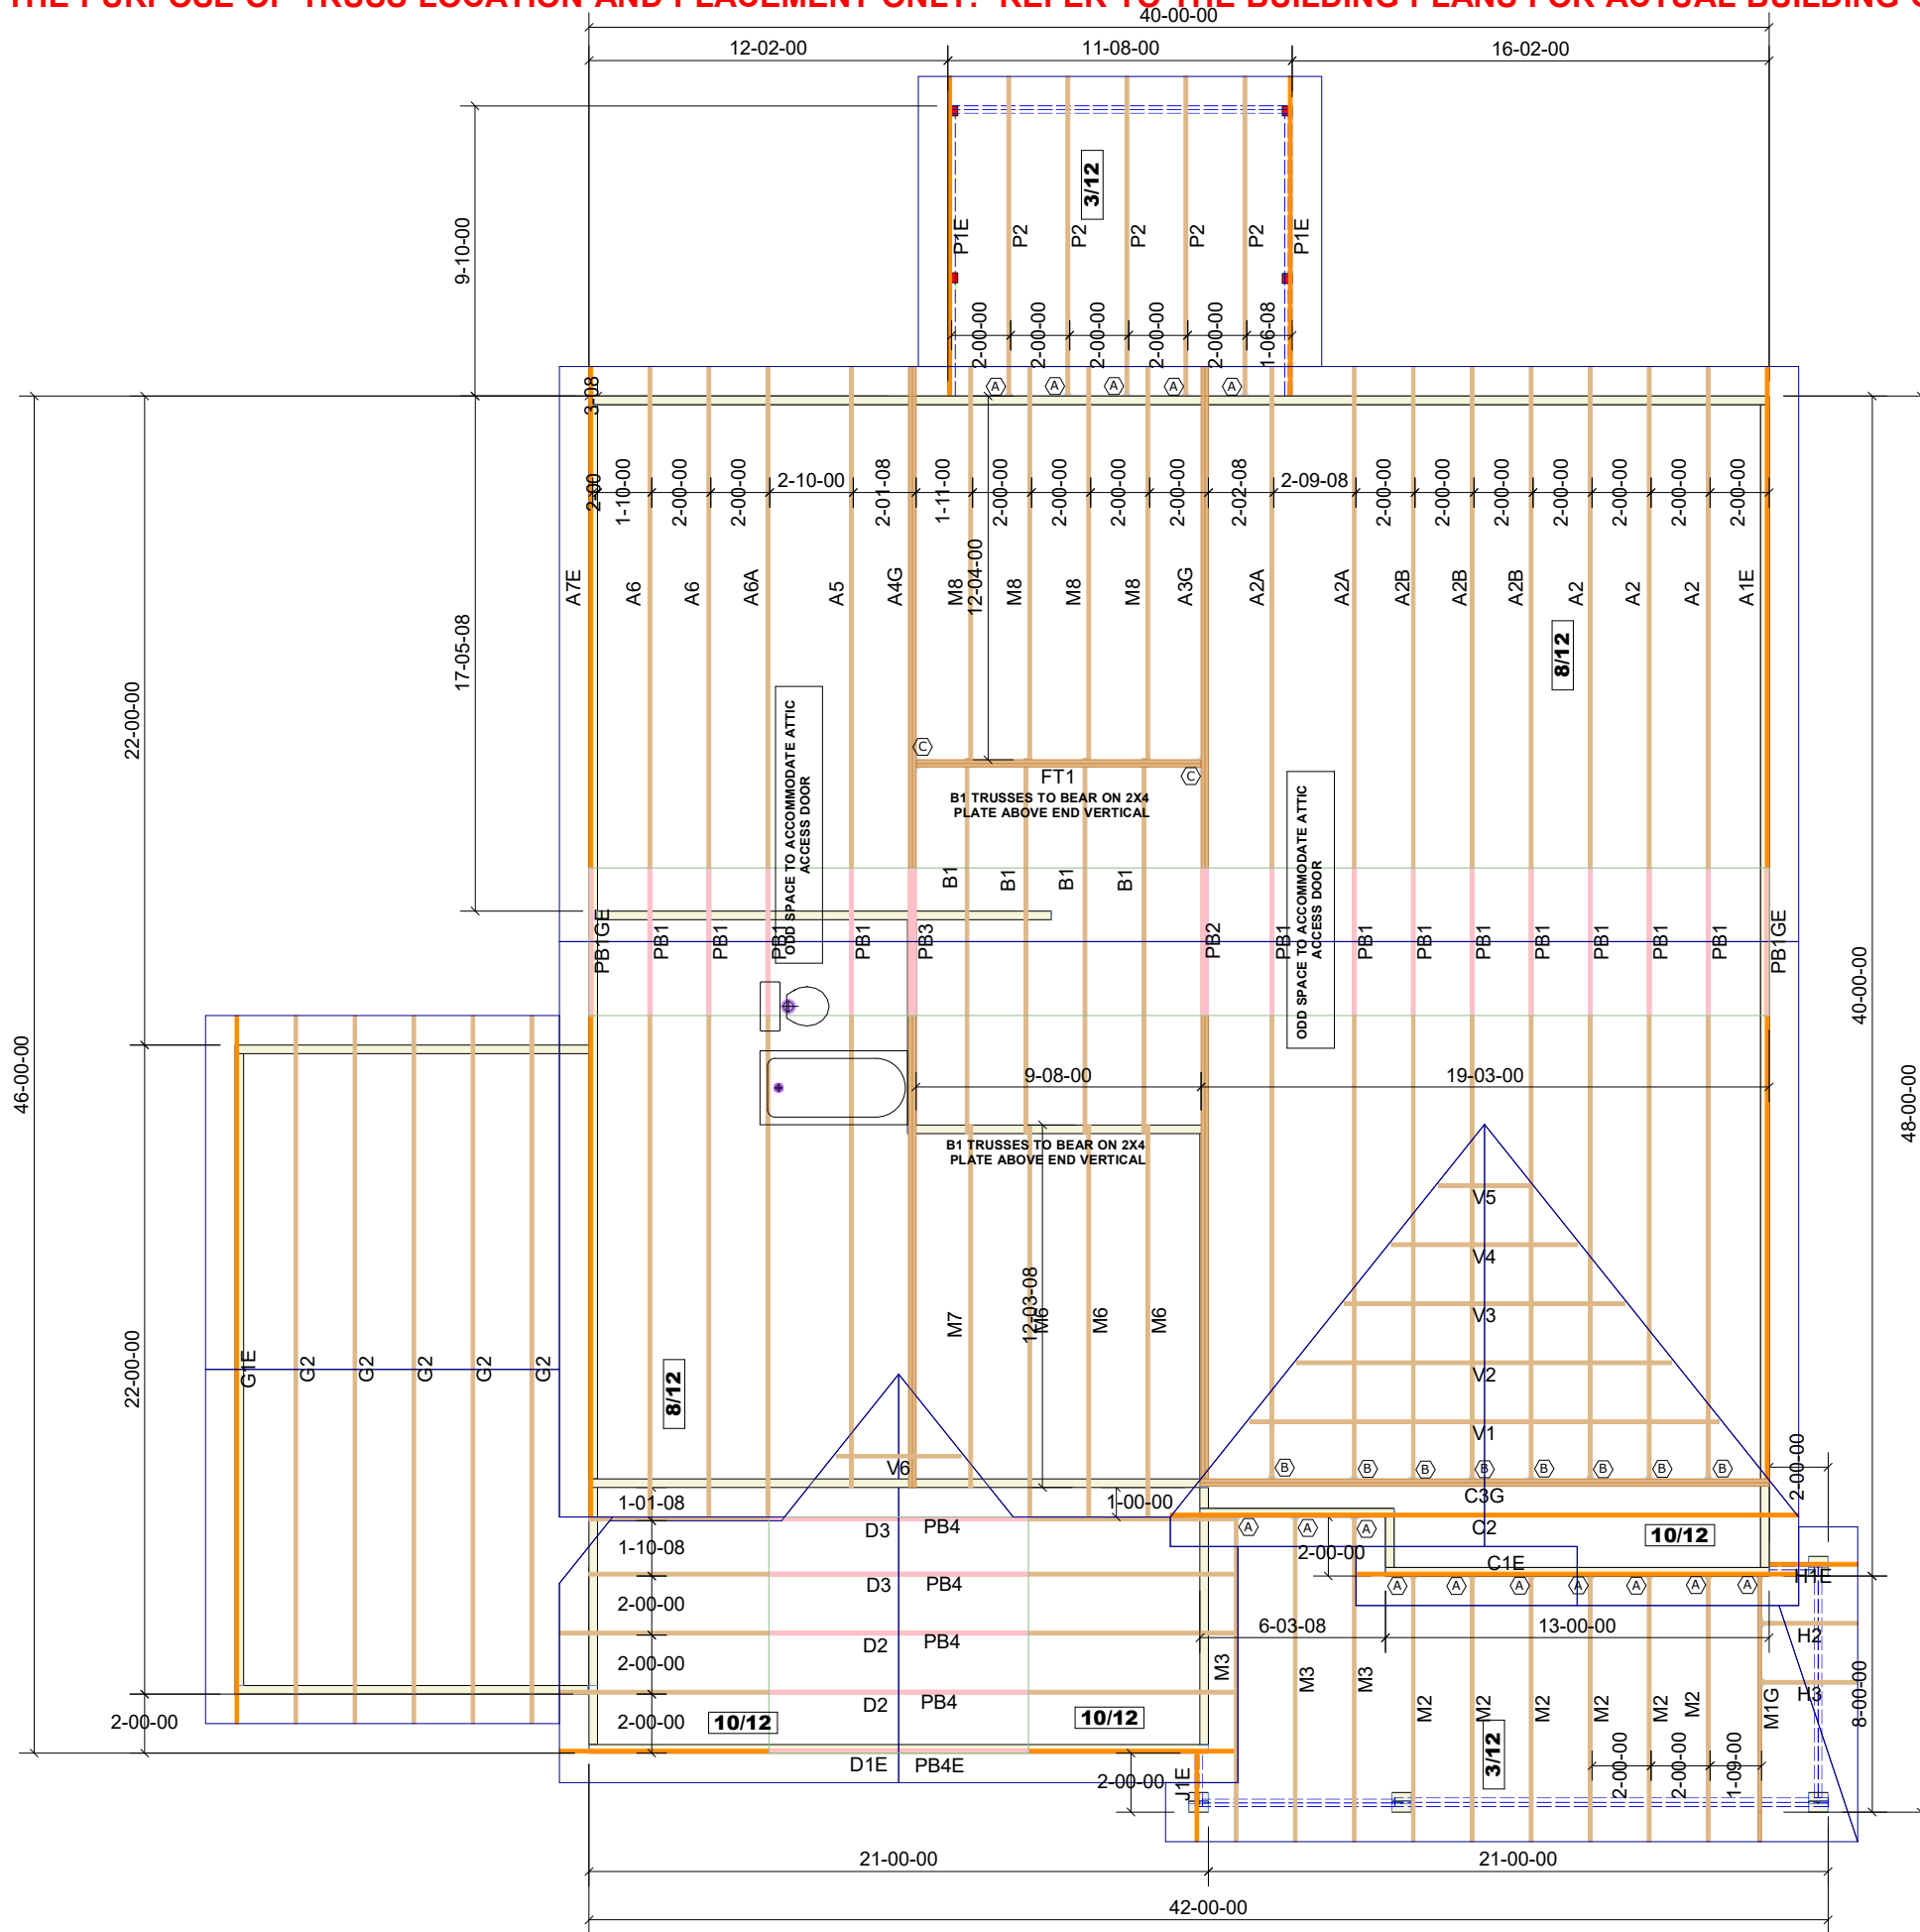 THE PURPOSE OF TRUSS LOCATION AND PLACEMENT ONLY. REFER TO THE BUILDING PLANS FOR ACTUAL BUILDING
40-00-00
12-02-00 11-08-00 16-02-00
9-10-00
3/12
P1E P2 P2 P2 P2 P2 P1E
2-00-00 2-00-00 2-00-00 2-00-00 2-00-00 1-06-08
A A A A A
3-08
2-00 1-10-00 2-00-00 2-00-00 2-10-00 2-01-08 1-11-00 2-00-00 2-00-00 2-00-00 2-00-00 2-02-08 2-09-08 2-00-00 2-00-00 2-00-00 2-00-00 2-00-00 2-00-00 2-00-00
12-04-00
A7E A6 A6 A6A A5 A4G M8 M8 M8 M8 A3G A2A A2A A2B A2B A2B A2 A2 A2 A1E
17-05-08
22-00-00
8/12
C
FT1
C
B1 TRUSSES TO BEAR ON 2X4
PLATE ABOVE END VERTICAL
ODD SPACE TO ACCOMMODATE ATTIC
ACCESS DOOR
ODD SPACE TO ACCOMMODATE ATTIC
ACCESS DOOR
B1 B1 B1 B1
PB1GE PB1 PB1 PB1 PB1 PB3 PB2 PB1 PB1 PB1 PB1 PB1 PB1 PB1 PB1 PB1GE
46-00-00
40-00-00
48-00-00
9-08-00 19-03-00
B1 TRUSSES TO BEAR ON 2X4
PLATE ABOVE END VERTICAL
V5
V4
V3
V2
V1
12-03-08
M7 M6 M6 M6
22-00-00
G1E G2 G2 G2 G2 G2
8/12
V6
B B B B B B B B
2-00-00
C3G
1-01-08
1-00-00
D3 PB4
A A A
C2
10/12
1-10-08
2-00-00
C1E
H1E
D3 PB4
A A A A A A A
2-00-00
6-03-08 13-00-00
H2
D2 PB4
2-00-00
M3 M3 M3 M2 M2 M2 M2 M2 M2 M1G
H3
8-00-00
D2 PB4
2-00-00
2-00-00
10/12
10/12
3/12
2-00-00 2-00-00 1-09-00
D1E PB4E
2-00-00
J1E
21-00-00 21-00-00
42-00-00